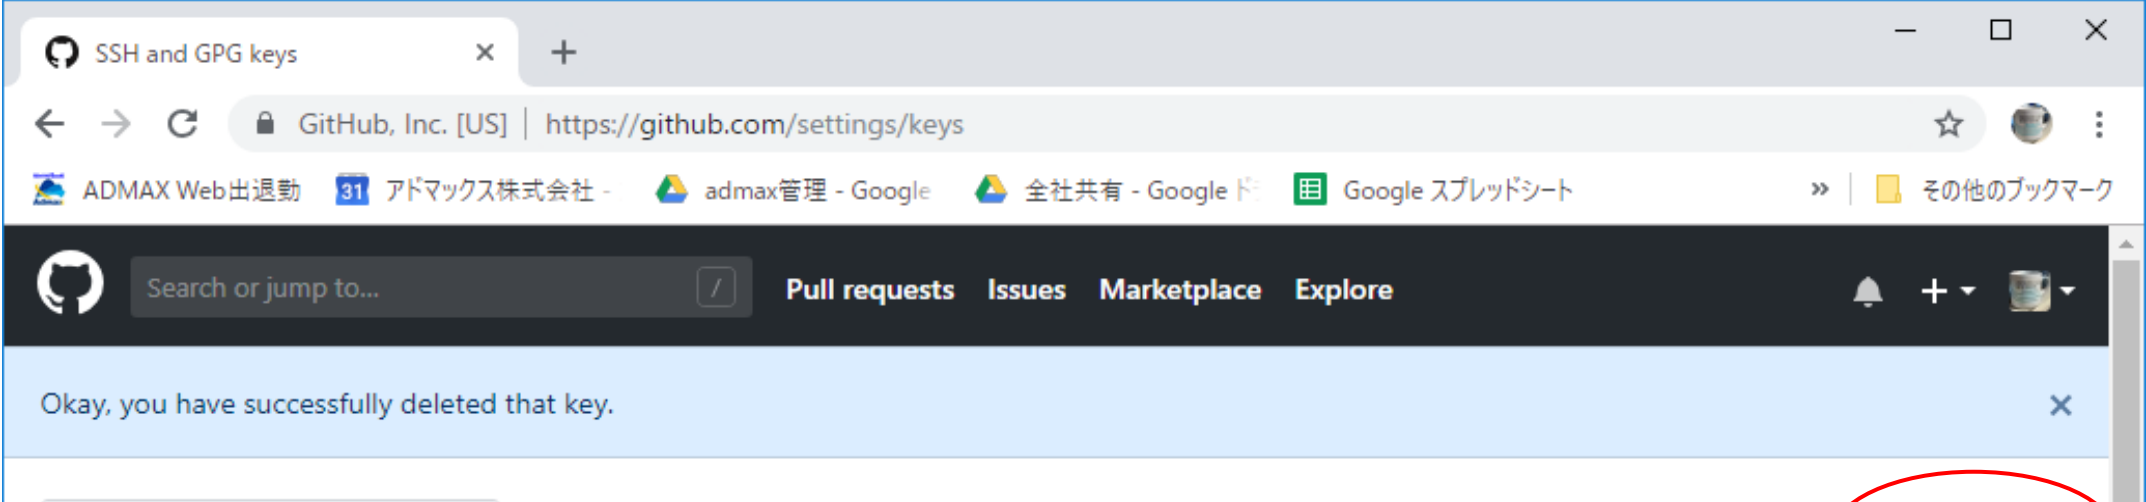 SSH and GPG keys
GitHub, Inc. [US] | https://github.com/settings/keys
ADMAX Web出退勤 31 アドマックス株式会社 - admax管理 - Google 全社共有 - Google ド Google スプレッドシート » その他のブックマーク
Search or jump to... / Pull requests Issues Marketplace Explore
Okay, you have successfully deleted that key.